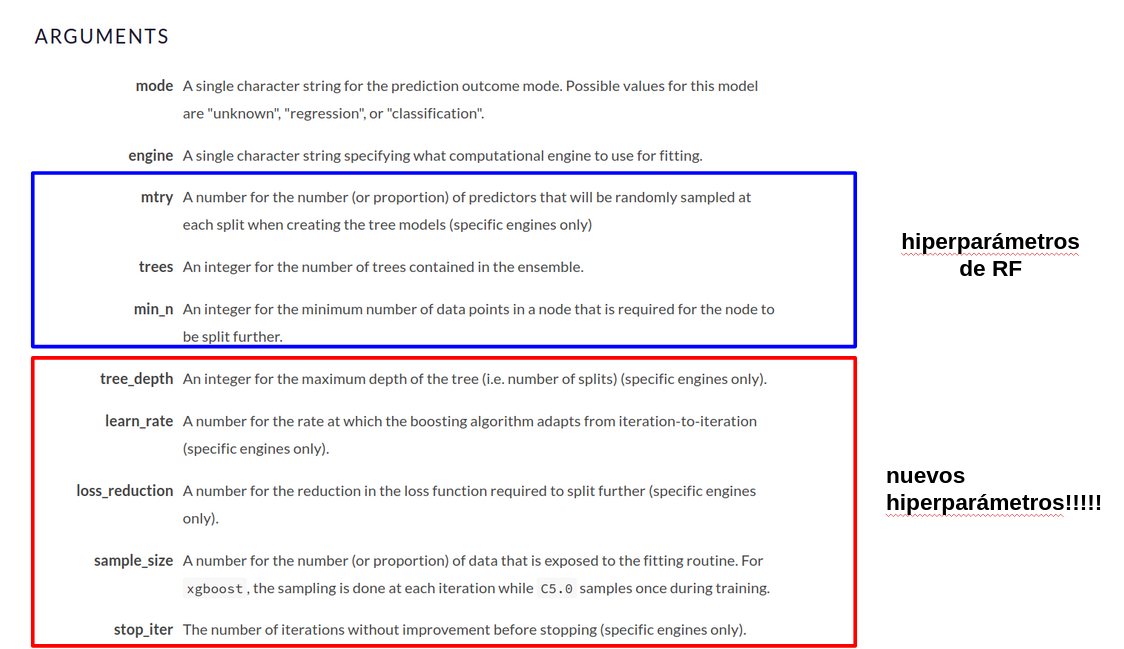 ARGUMENTS
mode A single character string for the prediction outcome mode. Possible values for this model
are "unknown", "regression", or "classification".
engine A single character string specifying what computational engine to use for fitting.
mtry A number for the number (or proportion) of predictors that will be randomly sampled at
each split when creating the tree models (specific engines only)
trees An integer for the number of trees contained in the ensemble.
min_n An integer for the minimum number of data points in a node that is required for the node to
be split further.
hiperparámetros
de RF
tree_depth An integer for the maximum depth of the tree (i.e. number of splits) (specific engines only).
learn_rate A number for the rate at which the boosting algorithm adapts from iteration-to-iteration
(specific engines only).
loss_reduction A number for the reduction in the loss function required to split further (specific engines
only).
sample_size A number for the number (or proportion) of data that is exposed to the fitting routine. For
xgboost, the sampling is done at each iteration while C5.0 samples once during training.
stop_iter The number of iterations without improvement before stopping (specific engines only).
nuevos
hiperparámetros!!!!!